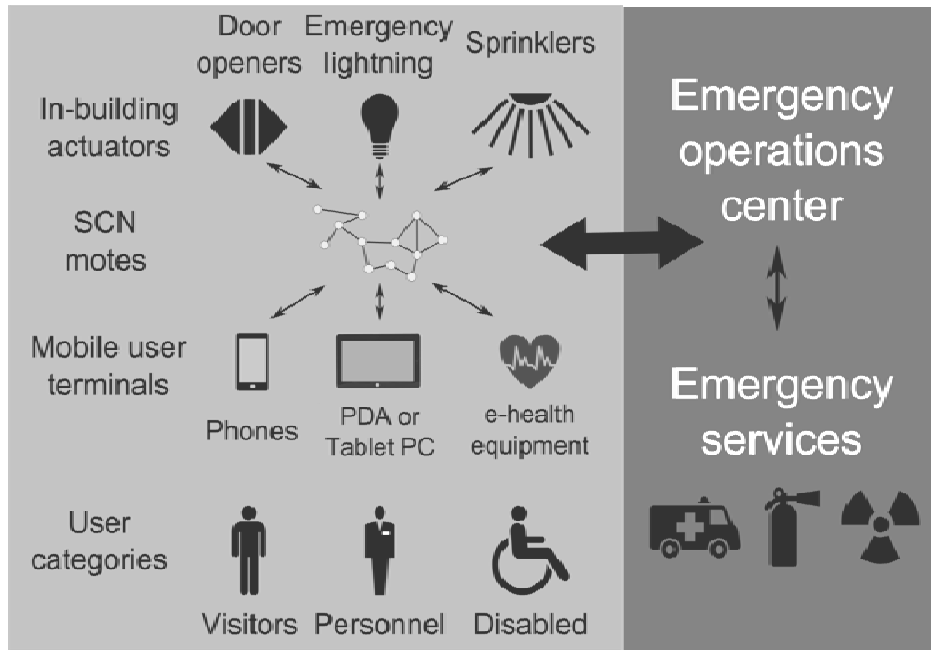 Door
openers
Emergency
lightning
Sprinklers
In-building
actuators
SCN
motes
Mobile user
terminals
Phones
PDA or
Tablet PC
e-health
equipment
User
categories
Visitors
Personnel
Disabled
Emergency
operations
center
Emergency
services